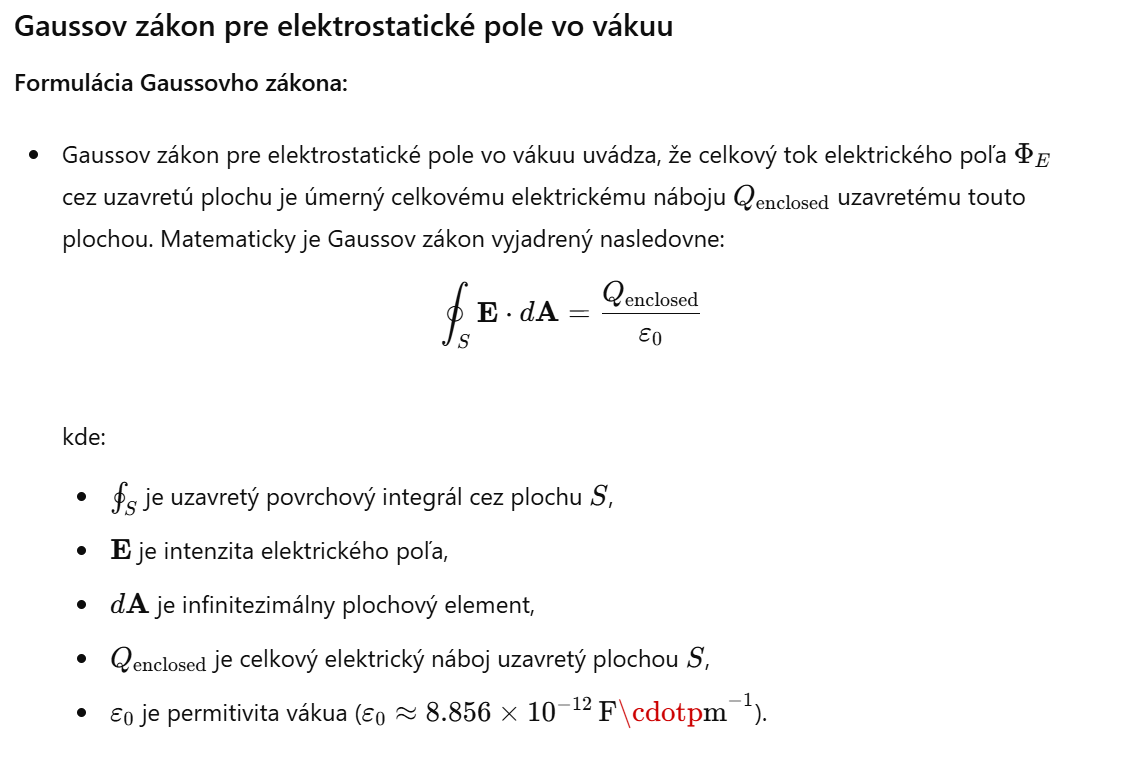 Gaussov zákon pre elektrostatické pole vo vákuu
Formulácia Gaussovho zákona:
• Gaussov zákon pre elektrostatické pole vo vákuu uvádza, že celkový tok elektrického poľa Φ_E
cez uzavretú plochu je úmerný celkovému elektrickému náboju Q_enclosed uzavretému touto
plochou. Matematicky je Gaussov zákon vyjadrený nasledovne:
∮_S E · dA = Q_enclosed / ε₀
kde:
• ∮_S je uzavretý povrchový integrál cez plochu S,
• E je intenzita elektrického poľa,
• dA je infinitezimálny plochový element,
• Q_enclosed je celkový elektrický náboj uzavretý plochou S,
• ε₀ je permitivita vákua (ε₀ ≈ 8.856 × 10⁻¹² F\cdotpm⁻¹).